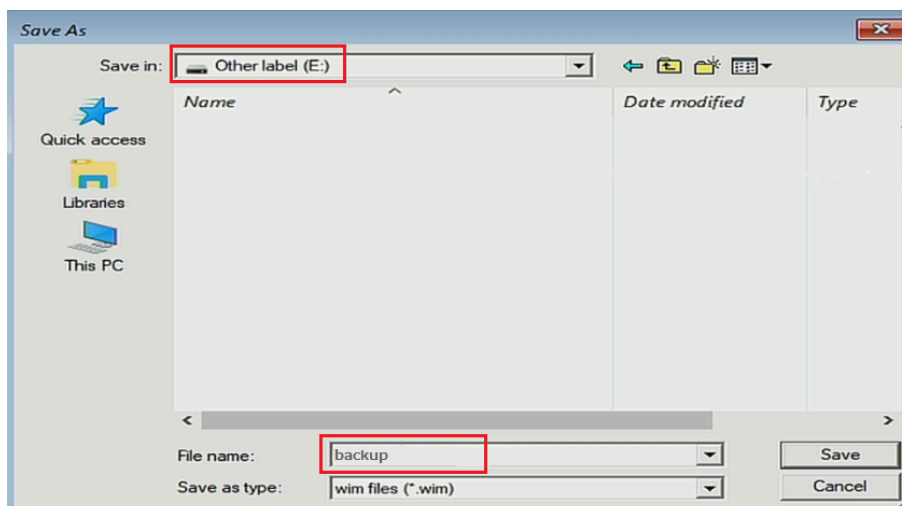 Save As
Save in: Other label (E:)
Name Date modified Type
Quick access
Libraries
This PC
File name: backup Save
Save as type: wim files (*.wim) Cancel